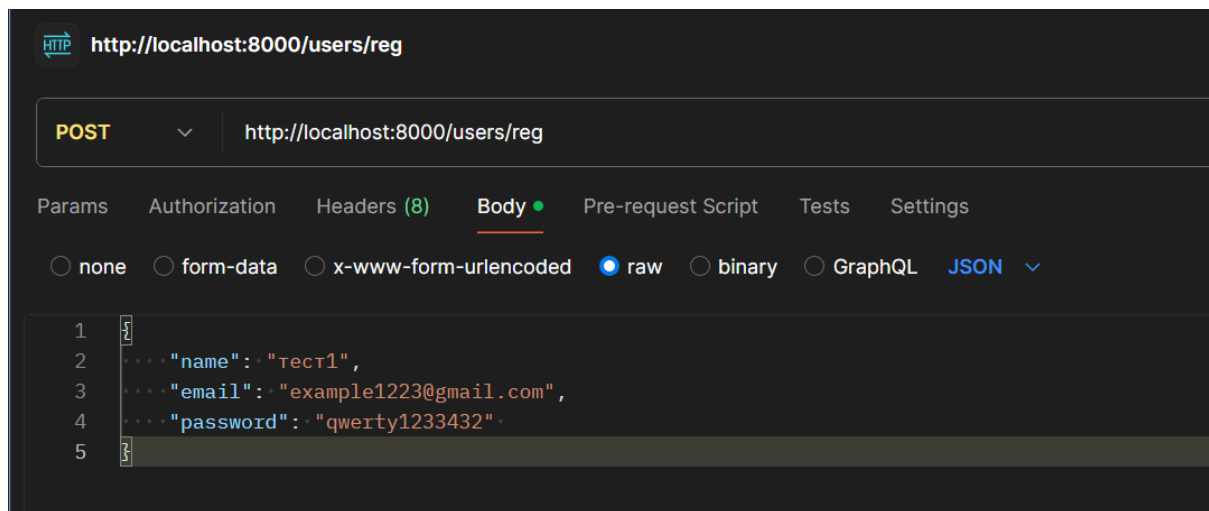 HTTP http://localhost:8000/users/reg
POST http://localhost:8000/users/reg
Params Authorization Headers (8) Body Pre-request Script Tests Settings
none form-data x-www-form-urlencoded raw binary GraphQL JSON
1 {
2 "name": "тест1",
3 "email": "example1223@gmail.com",
4 "password": "qwerty1233432"
5 }